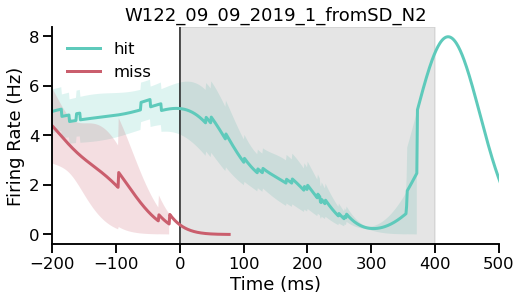 W122_09_09_2019_1_fromSD_N2
hit
miss
8
6
4
2
0
Firing Rate (Hz)
−200 −100 0 100 200 300 400 500
Time (ms)